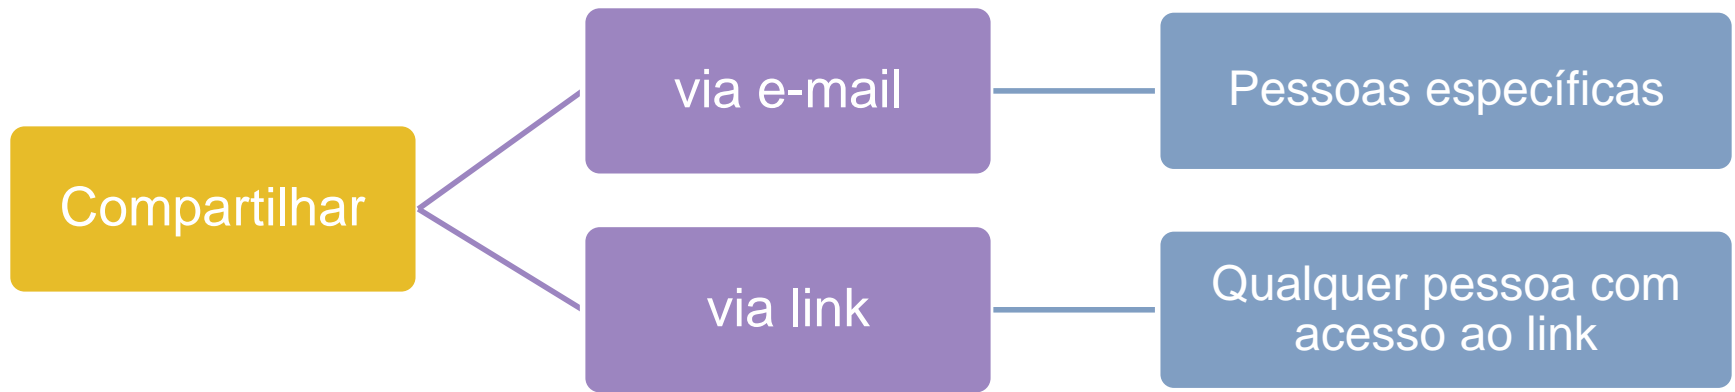 Compartilhar
via e-mail
Pessoas específicas
via link
Qualquer pessoa com
acesso ao link